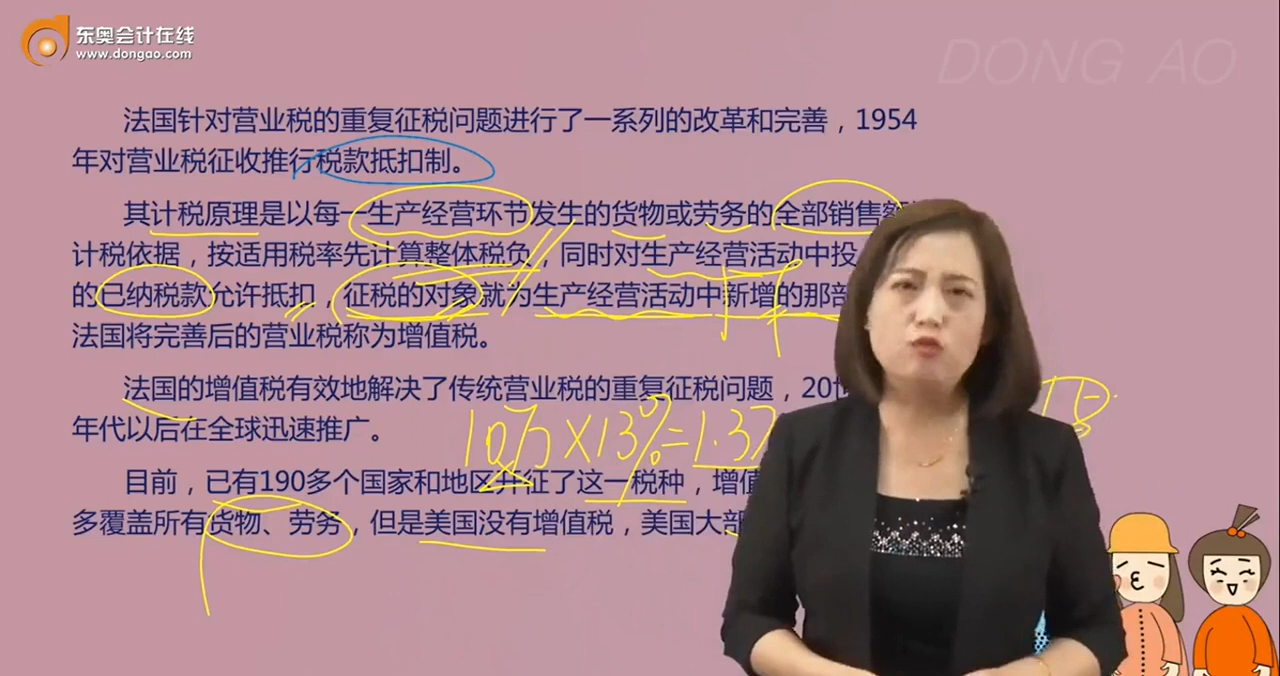 东奥会计在线
www.dongao.com
DONG AO
法国针对营业税的重复征税问题进行了一系列的改革和完善，1954
年对营业税征收推行税款抵扣制。
其计税原理是以每一生产经营环节发生的货物或劳务的全部销售额
计税依据，按适用税率先计算整体税负，同时对生产经营活动中投
的已纳税款允许抵扣，征税的对象就为生产经营活动中新增的那部
法国将完善后的营业税称为增值税。
法国的增值税有效地解决了传统营业税的重复征税问题，20世
年代以后在全球迅速推广。
10万×13%=1.3万
目前，已有190多个国家和地区开征了这一税种，增值
多覆盖所有货物、劳务，但是美国没有增值税，美国大部